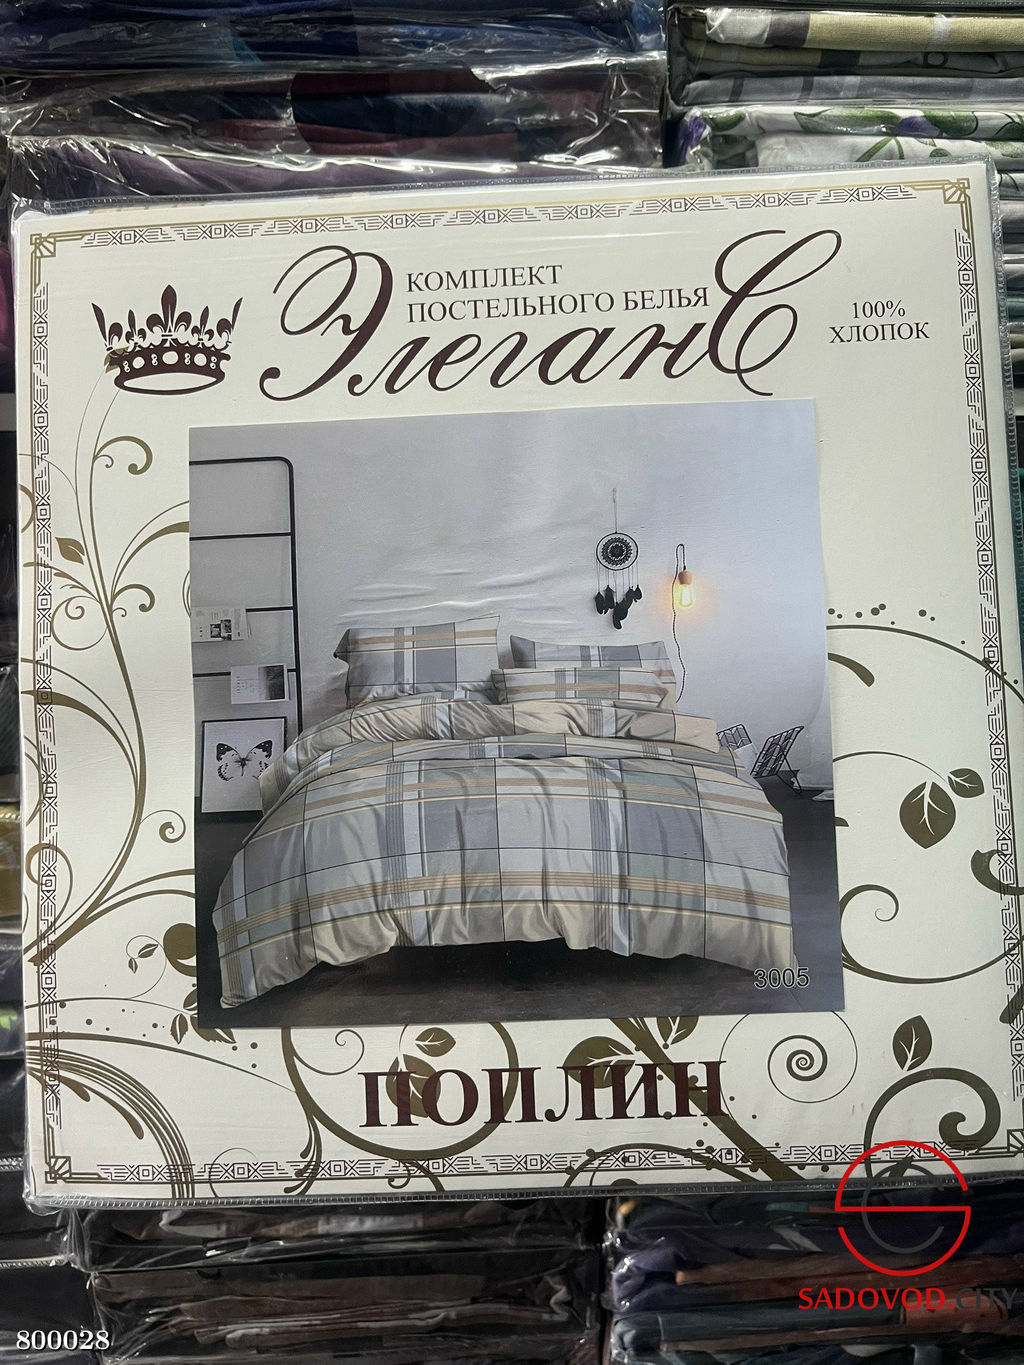 КОМПЛЕКТ
ПОСТЕЛЬНОГО БЕЛЬЯ
ЭлеганС
100%
ХЛОПОК
3005
ПОПЛИН
SADOVOD.CITY
800028